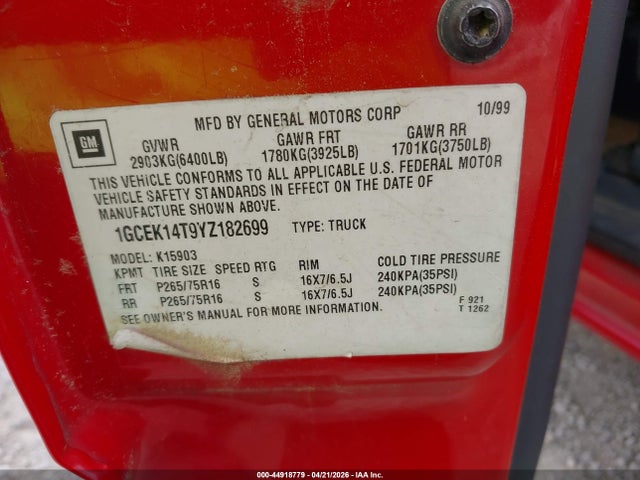 MFD BY GENERAL MOTORS CORP 10/99
GM
GVWR GAWR FRT GAWR RR
2903KG(6400LB) 1780KG(3925LB) 1701KG(3750LB)
THIS VEHICLE CONFORMS TO ALL APPLICABLE U.S. FEDERAL MOTOR
VEHICLE SAFETY STANDARDS IN EFFECT ON THE DATE OF
MANUFACTURE SHOWN ABOVE.
1GCEK14T9YZ182699 TYPE: TRUCK
MODEL: K15903
KPMT TIRE SIZE SPEED RTG RIM COLD TIRE PRESSURE
FRT P265/75R16 S 16X7/6.5J 240KPA(35PSI)
RR P265/75R16 S 16X7/6.5J 240KPA(35PSI)
SEE OWNER'S MANUAL FOR MORE INFORMATION.
F 921
T 1262
000-44918779 - 04/21/2026 - IAAI, Inc.